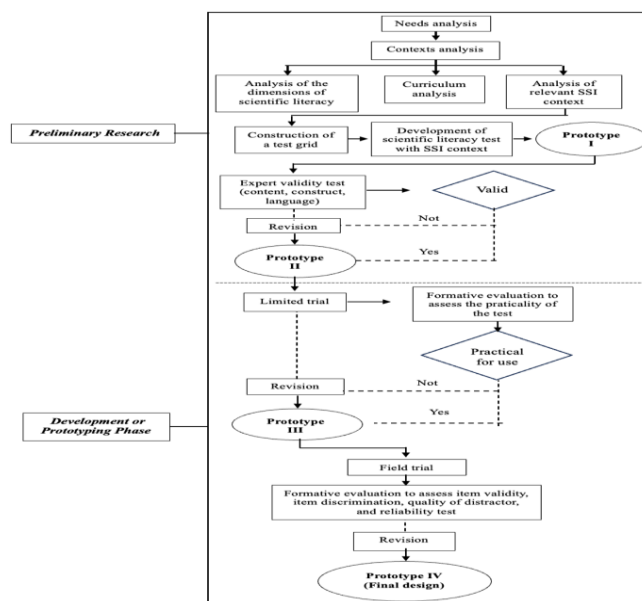 Needs analysis
Contexts analysis
Analysis of the
dimensions of
scientific literacy
Curriculum
analysis
Analysis of
relevant SSI
context
Preliminary Research
Construction of
a test grid
Development of
scientific literacy test
with SSI context
Prototype
I
Expert validity test
(content, construct,
language)
Valid
Revision
Not
Yes
Prototype
II
Limited trial
Formative evaluation to
assess the praticality of
the test
Practical
for use
Revision
Not
Yes
Development or
Prototyping Phase
Prototype
III
Field trial
Formative evaluation to assess item validity,
item discrimination, quality of distractor,
and reliability test
Revision
Prototype IV
(Final design)